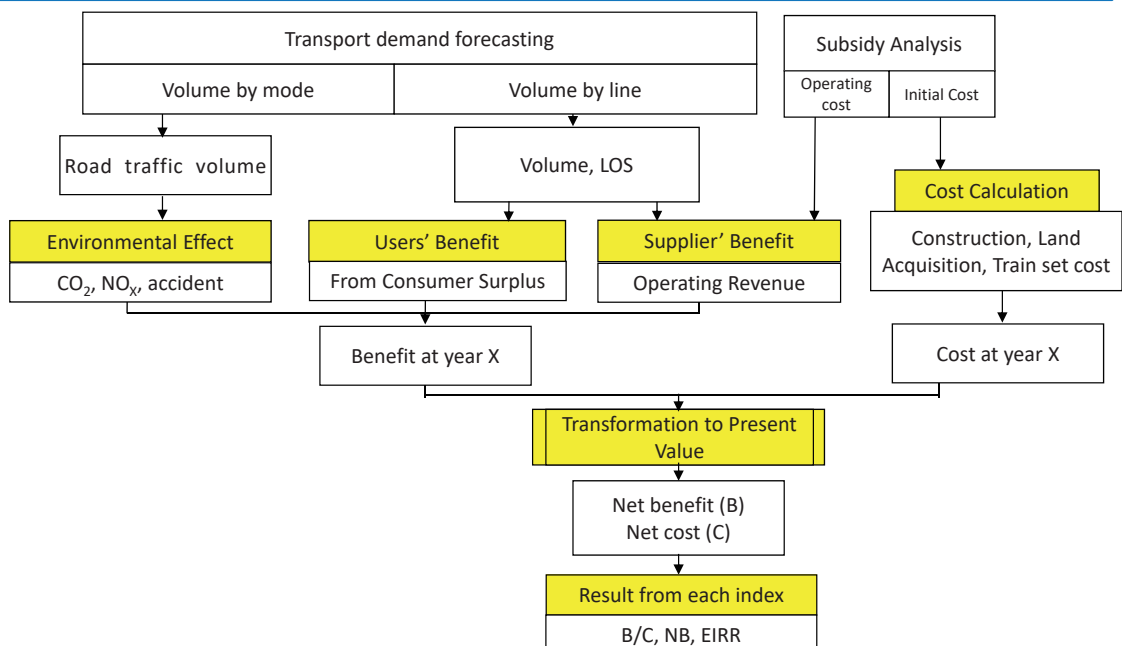 Transport demand forecasting
Subsidy Analysis
Volume by mode
Volume by line
Operating
cost
Initial Cost
Road traffic volume
Volume, LOS
Cost Calculation
Environmental Effect
Users' Benefit
Supplier' Benefit
Construction, Land
Acquisition, Train set cost
CO₂, NOₓ, accident
From Consumer Surplus
Operating Revenue
Benefit at year X
Cost at year X
Transformation to Present
Value
Net benefit (B)
Net cost (C)
Result from each index
B/C, NB, EIRR